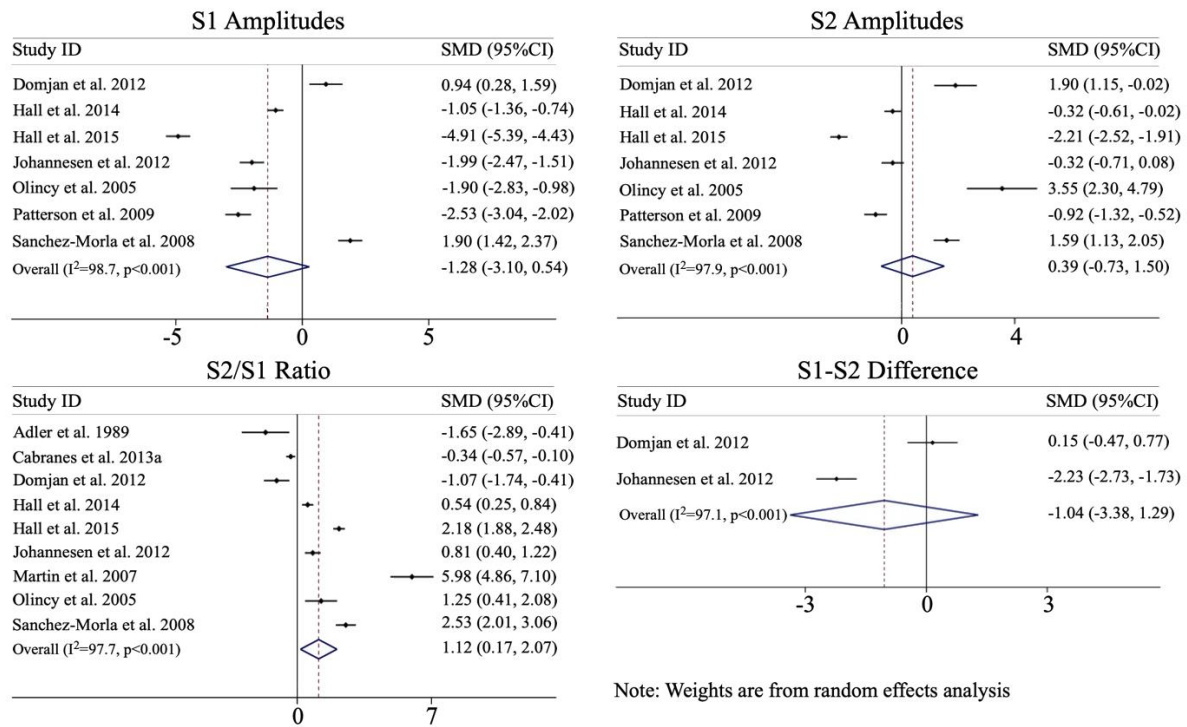 S1 Amplitudes
Study ID SMD (95%CI)
Domjan et al. 2012 0.94 (0.28, 1.59)
Hall et al. 2014 -1.05 (-1.36, -0.74)
Hall et al. 2015 -4.91 (-5.39, -4.43)
Johannesen et al. 2012 -1.99 (-2.47, -1.51)
Olincy et al. 2005 -1.90 (-2.83, -0.98)
Patterson et al. 2009 -2.53 (-3.04, -2.02)
Sanchez-Morla et al. 2008 1.90 (1.42, 2.37)
Overall (I²=98.7, p<0.001) -1.28 (-3.10, 0.54)
-5 0 5
S2 Amplitudes
Study ID SMD (95%CI)
Domjan et al. 2012 1.90 (1.15, -0.02)
Hall et al. 2014 -0.32 (-0.61, -0.02)
Hall et al. 2015 -2.21 (-2.52, -1.91)
Johannesen et al. 2012 -0.32 (-0.71, 0.08)
Olincy et al. 2005 3.55 (2.30, 4.79)
Patterson et al. 2009 -0.92 (-1.32, -0.52)
Sanchez-Morla et al. 2008 1.59 (1.13, 2.05)
Overall (I²=97.9, p<0.001) 0.39 (-0.73, 1.50)
0 4
S2/S1 Ratio
Study ID SMD (95%CI)
Adler et al. 1989 -1.65 (-2.89, -0.41)
Cabranes et al. 2013a -0.34 (-0.57, -0.10)
Domjan et al. 2012 -1.07 (-1.74, -0.41)
Hall et al. 2014 0.54 (0.25, 0.84)
Hall et al. 2015 2.18 (1.88, 2.48)
Johannesen et al. 2012 0.81 (0.40, 1.22)
Martin et al. 2007 5.98 (4.86, 7.10)
Olincy et al. 2005 1.25 (0.41, 2.08)
Sanchez-Morla et al. 2008 2.53 (2.01, 3.06)
Overall (I²=97.7, p<0.001) 1.12 (0.17, 2.07)
0 7
S1-S2 Difference
Study ID SMD (95%CI)
Domjan et al. 2012 0.15 (-0.47, 0.77)
Johannesen et al. 2012 -2.23 (-2.73, -1.73)
Overall (I²=97.1, p<0.001) -1.04 (-3.38, 1.29)
-3 0 3
Note: Weights are from random effects analysis